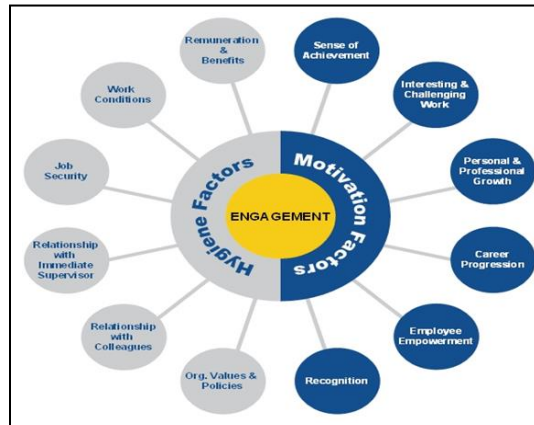 Remuneration
&
Benefits
Sense of
Achievement
Work
Conditions
Interesting &
Challenging
Work
Job
Security
Personal &
Professional
Growth
Hygiene Factors
ENGAGEMENT
Motivation Factors
Relationship
with
Immediate
Supervisor
Career
Progression
Relationship
with
Colleagues
Employee
Empowerment
Org. Values &
Policies
Recognition